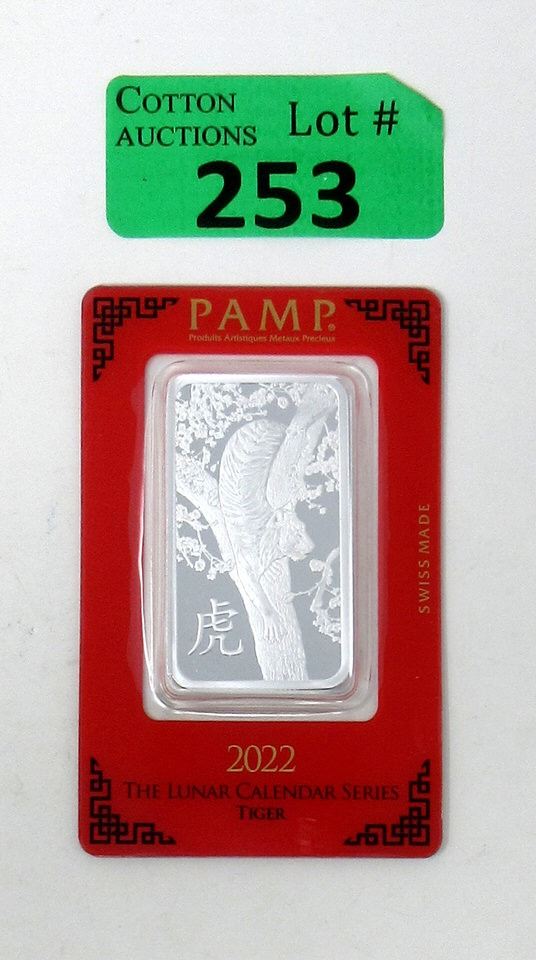 COTTON
AUCTIONS
Lot #
253
PAMP®
Produits Artistiques Metaux Precieux
虎
SWISS MADE
2022
THE LUNAR CALENDAR SERIES
TIGER